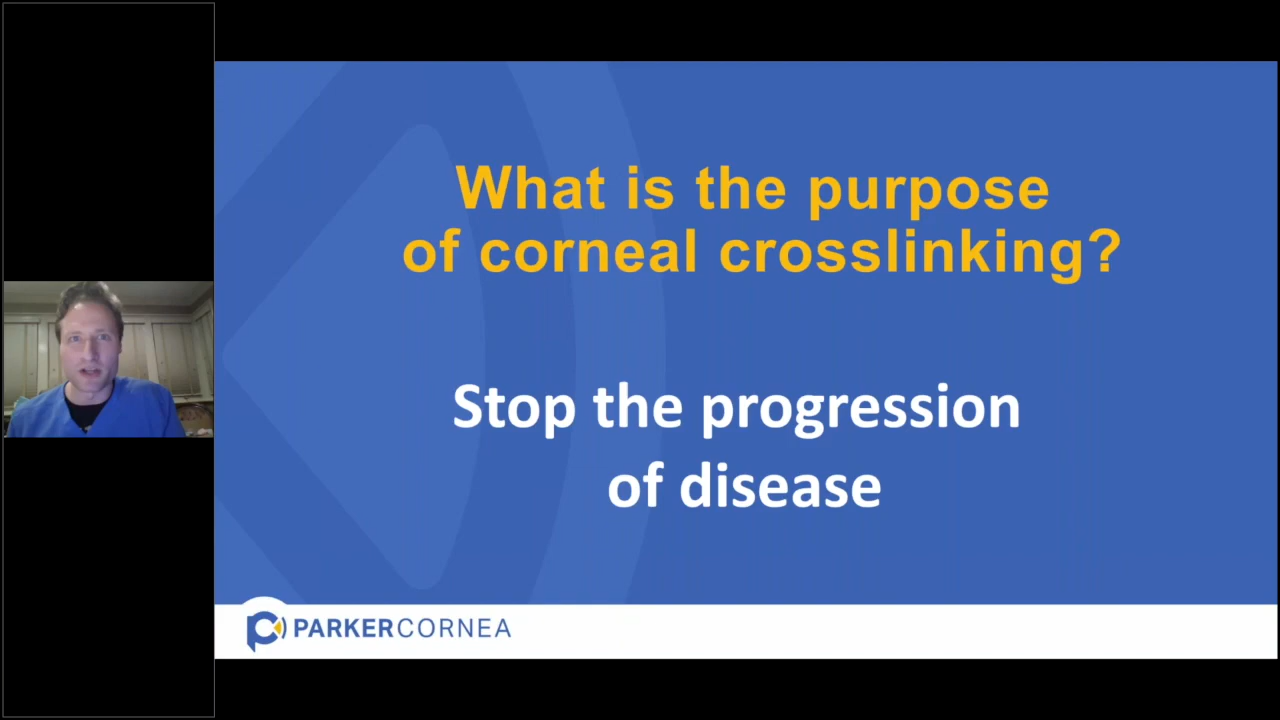 What is the purpose
of corneal crosslinking?
Stop the progression
of disease
PARKERCORNEA